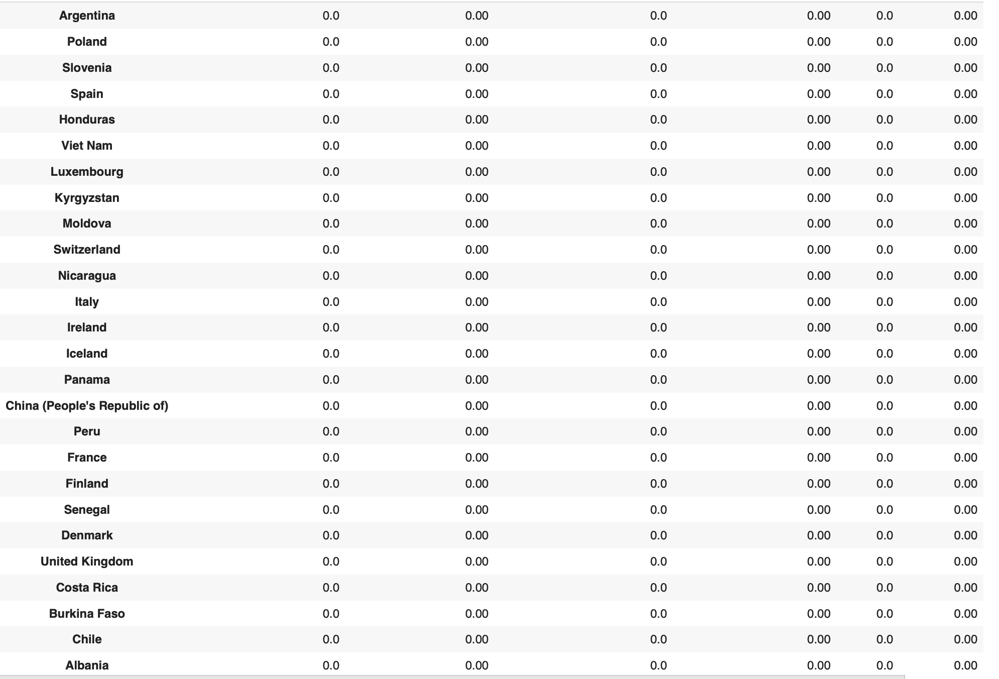 Argentina 0.0 0.00 0.0 0.00 0.0 0.00
Poland 0.0 0.00 0.0 0.00 0.0 0.00
Slovenia 0.0 0.00 0.0 0.00 0.0 0.00
Spain 0.0 0.00 0.0 0.00 0.0 0.00
Honduras 0.0 0.00 0.0 0.00 0.0 0.00
Viet Nam 0.0 0.00 0.0 0.00 0.0 0.00
Luxembourg 0.0 0.00 0.0 0.00 0.0 0.00
Kyrgyzstan 0.0 0.00 0.0 0.00 0.0 0.00
Moldova 0.0 0.00 0.0 0.00 0.0 0.00
Switzerland 0.0 0.00 0.0 0.00 0.0 0.00
Nicaragua 0.0 0.00 0.0 0.00 0.0 0.00
Italy 0.0 0.00 0.0 0.00 0.0 0.00
Ireland 0.0 0.00 0.0 0.00 0.0 0.00
Iceland 0.0 0.00 0.0 0.00 0.0 0.00
Panama 0.0 0.00 0.0 0.00 0.0 0.00
China (People's Republic of) 0.0 0.00 0.0 0.00 0.0 0.00
Peru 0.0 0.00 0.0 0.00 0.0 0.00
France 0.0 0.00 0.0 0.00 0.0 0.00
Finland 0.0 0.00 0.0 0.00 0.0 0.00
Senegal 0.0 0.00 0.0 0.00 0.0 0.00
Denmark 0.0 0.00 0.0 0.00 0.0 0.00
United Kingdom 0.0 0.00 0.0 0.00 0.0 0.00
Costa Rica 0.0 0.00 0.0 0.00 0.0 0.00
Burkina Faso 0.0 0.00 0.0 0.00 0.0 0.00
Chile 0.0 0.00 0.0 0.00 0.0 0.00
Albania 0.0 0.00 0.0 0.00 0.0 0.00